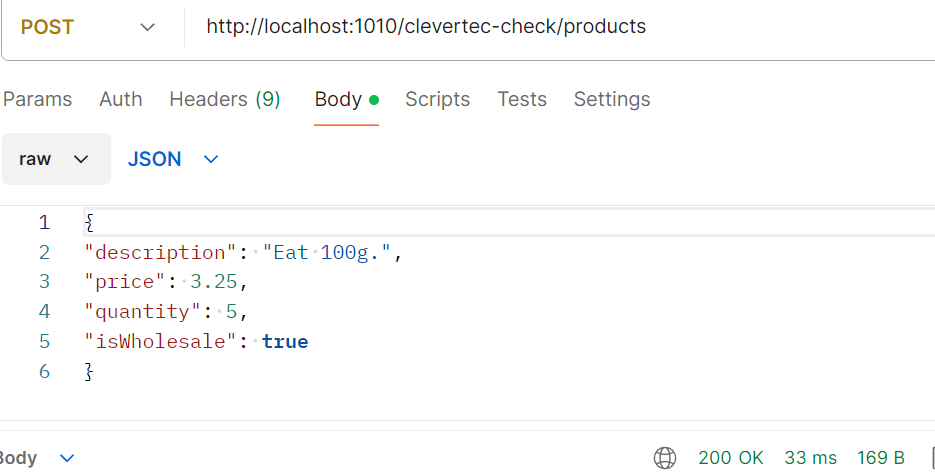 POST http://localhost:1010/clevertec-check/products
Params Auth Headers (9) Body Scripts Tests Settings
raw JSON
1 {
2 "description": "Eat 100g.",
3 "price": 3.25,
4 "quantity": 5,
5 "isWholesale": true
6 }
Body 200 OK 33 ms 169 B